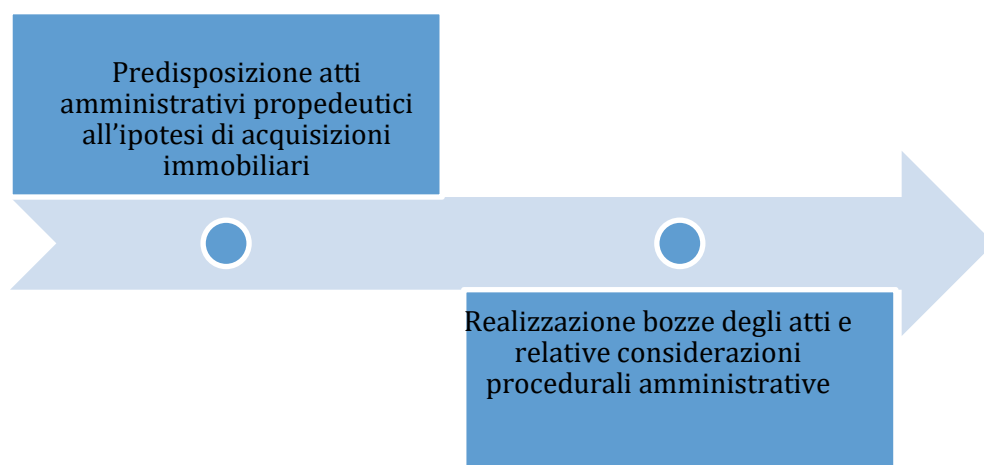 Predisposizione atti
amministrativi propedeutici
all’ipotesi di acquisizioni
immobiliari
Realizzazione bozze degli atti e
relative considerazioni
procedurali amministrative